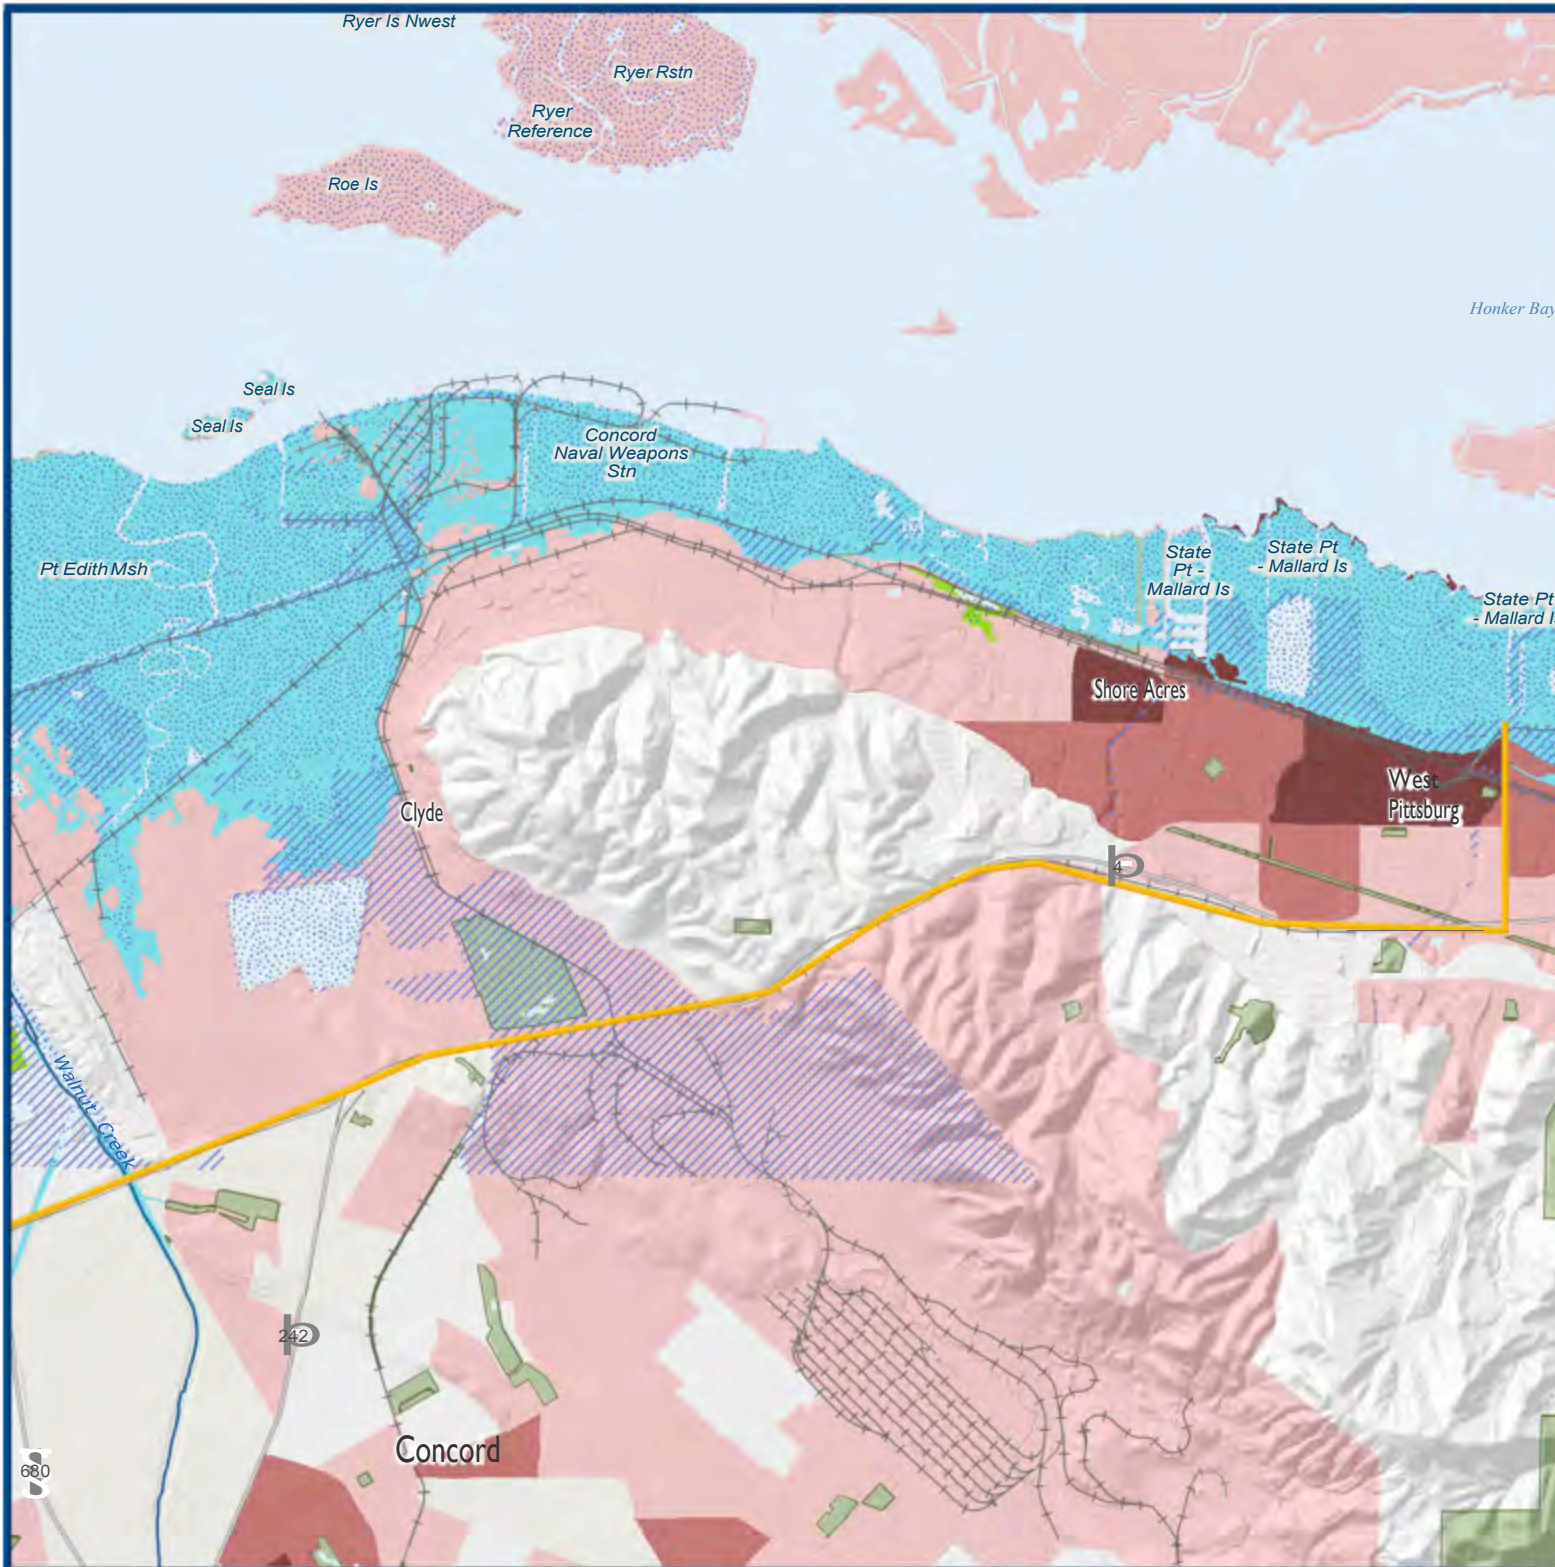 Ryer Is Nwest
Ryer Rstn
Ryer
Reference
Roe Is
Honker Bay
Seal Is
Seal Is
Concord
Naval Weapons
Stn
Pt Edith Msh
State
Pt -
Mallard Is
State Pt
- Mallard Is
State Pt
- Mallard I
Shore Acres
West
Pittsburg
Clyde
4
Walnut Creek
242
Concord
680